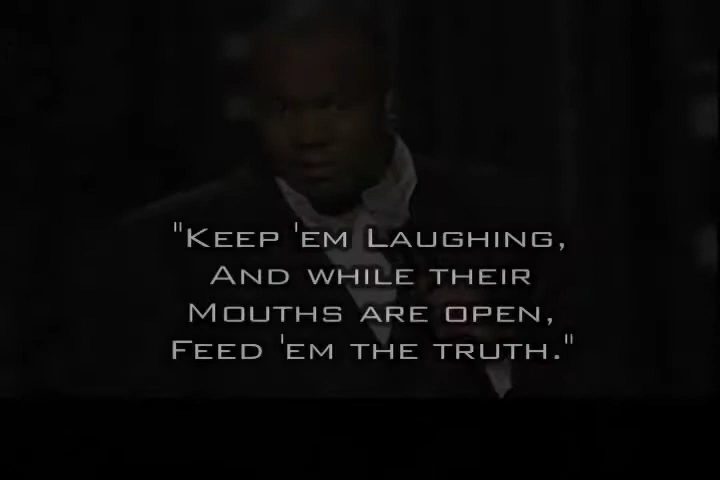 "Keep 'em Laughing,
And while their
Mouths are open,
Feed 'em the truth."